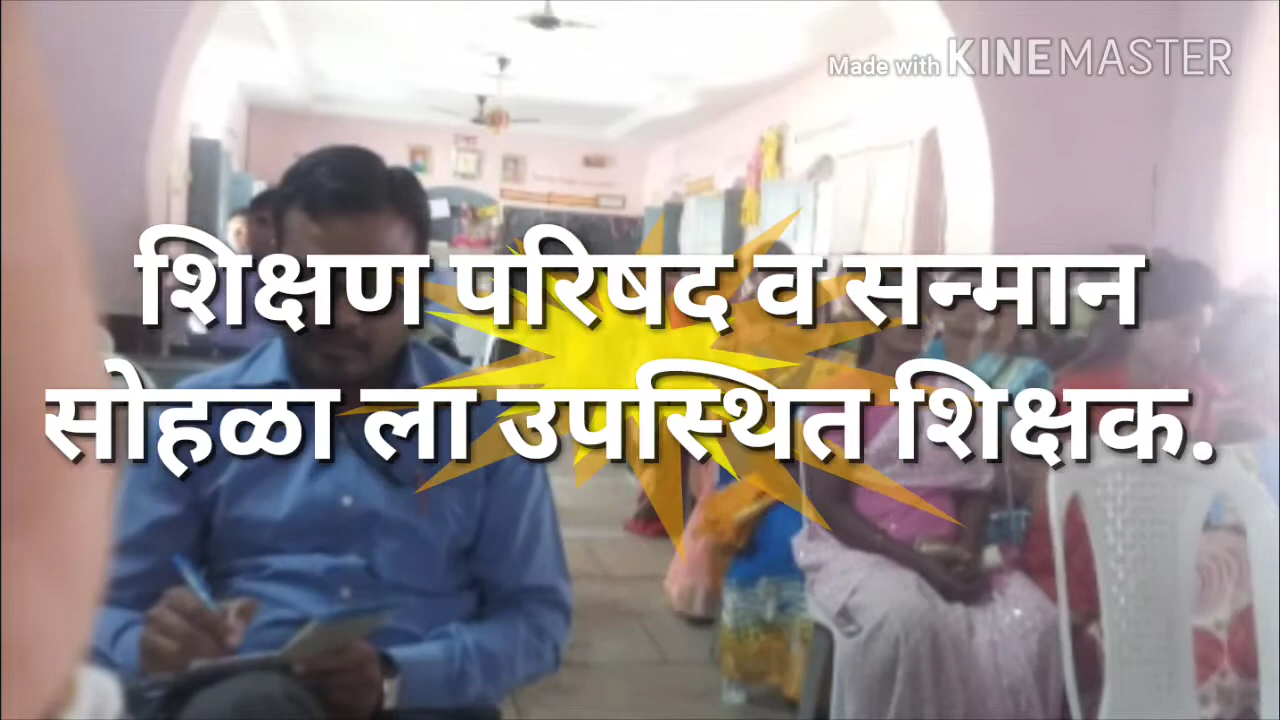 Made with KINEMASTER
शिक्षण परिषद व सन्मान
सोहळा ला उपस्थित शिक्षक.